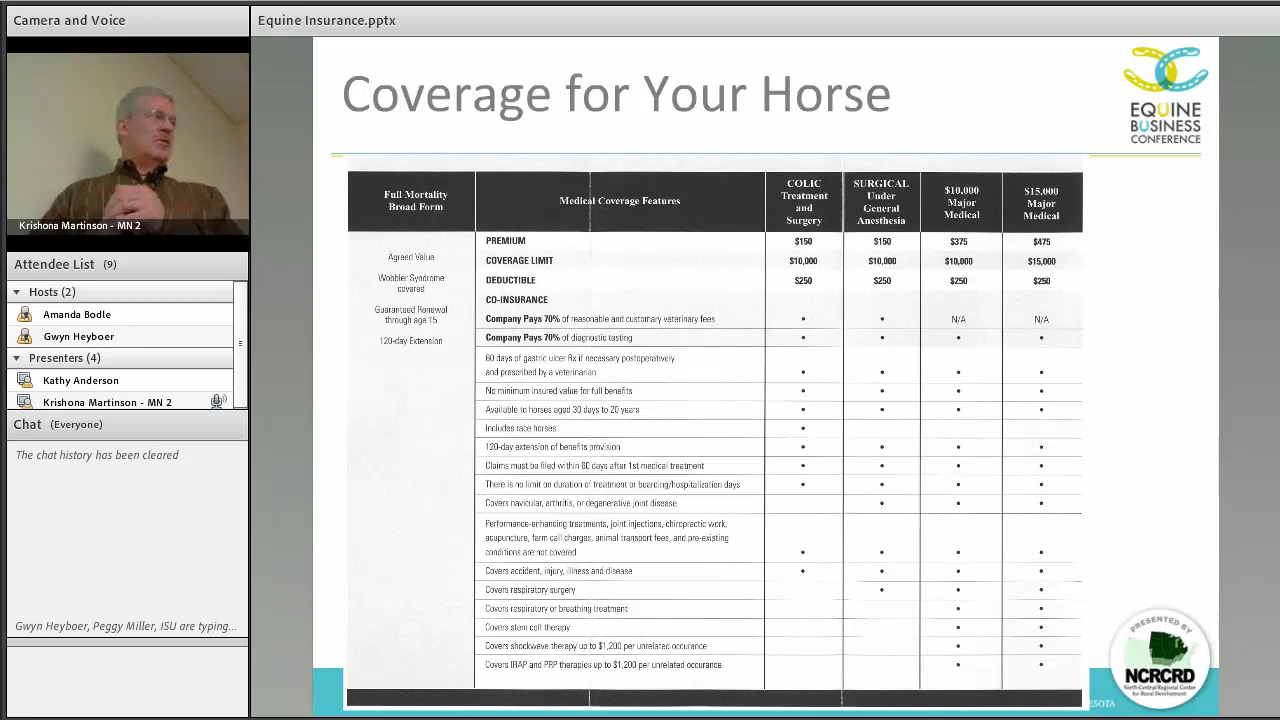 Camera and Voice
Equine Insurance.pptx
Krishona Martinson - MN 2
Attendee List (9)
Hosts (2)
Amanda Bodle
Gwyn Heyboer
Presenters (4)
Kathy Anderson
Krishona Martinson - MN 2
Chat (Everyone)
The chat history has been cleared
Gwyn Heyboer, Peggy Miller, ISU are typing...
Coverage for Your Horse
EQUINE
BUSINESS
CONFERENCE
Full Mortality
Broad Form
Medical Coverage Features
COLIC
Treatment
and
Surgery
SURGICAL
Under
General
Anesthesia
$10,000
Major
Medical
$15,000
Major
Medical
Agreed Value
Wobbler Syndrome
covered
Guaranteed Renewal
through age 15
120-day Extension
PREMIUM $150 $150 $375 $475
COVERAGE LIMIT $10,000 $10,000 $10,000 $15,000
DEDUCTIBLE $250 $250 $250 $250
CO-INSURANCE
Company Pays 70% of reasonable and customary veterinary fees • • N/A N/A
Company Pays 70% of diagnostic testing • • • •
60 days of gastric ulcer Rx if necessary postoperatively
and prescribed by a veterinarian • • • •
No minimum insured value for full benefits • • • •
Available to horses aged 30 days to 20 years • • • •
Includes race horses •
120-day extension of benefits provision • • • •
Claims must be filed within 60 days after 1st medical treatment • • • •
There is no limit on duration of treatment or boarding/hospitalization days • • • •
Covers navicular, arthritis, or degenerative joint disease • • •
Performance-enhancing treatments, joint injections, chiropractic work,
acupuncture, farm call charges, animal transport fees, and pre-existing
conditions are not covered • • • •
Covers accident, injury, illness and disease • • • •
Covers respiratory surgery • • •
Covers respiratory or breathing treatment • •
Covers stem cell therapy • •
Covers shockwave therapy up to $1,200 per unrelated occurance • •
Covers IRAP and PRP therapies up to $1,200 per unrelated occurance • •
PRESENTED BY
NCRCRD
North Central Regional Center
for Rural Development
ESOTA